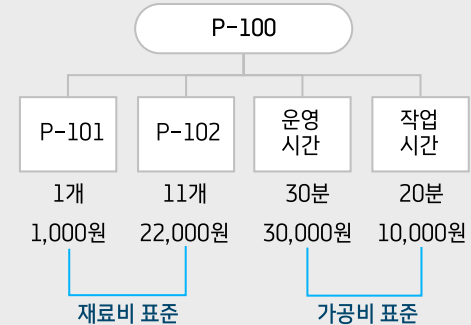 P-100
P-101
P-102
운영
시간
작업
시간
1개
11개
30분
20분
1,000원
22,000원
30,000원
10,000원
재료비 표준
가공비 표준